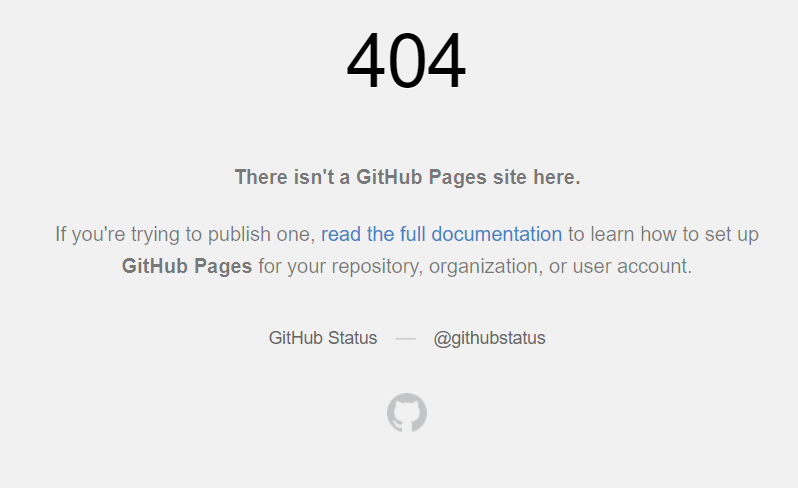 404
There isn't a GitHub Pages site here.
If you're trying to publish one, read the full documentation to learn how to set up
GitHub Pages for your repository, organization, or user account.
GitHub Status — @githubstatus